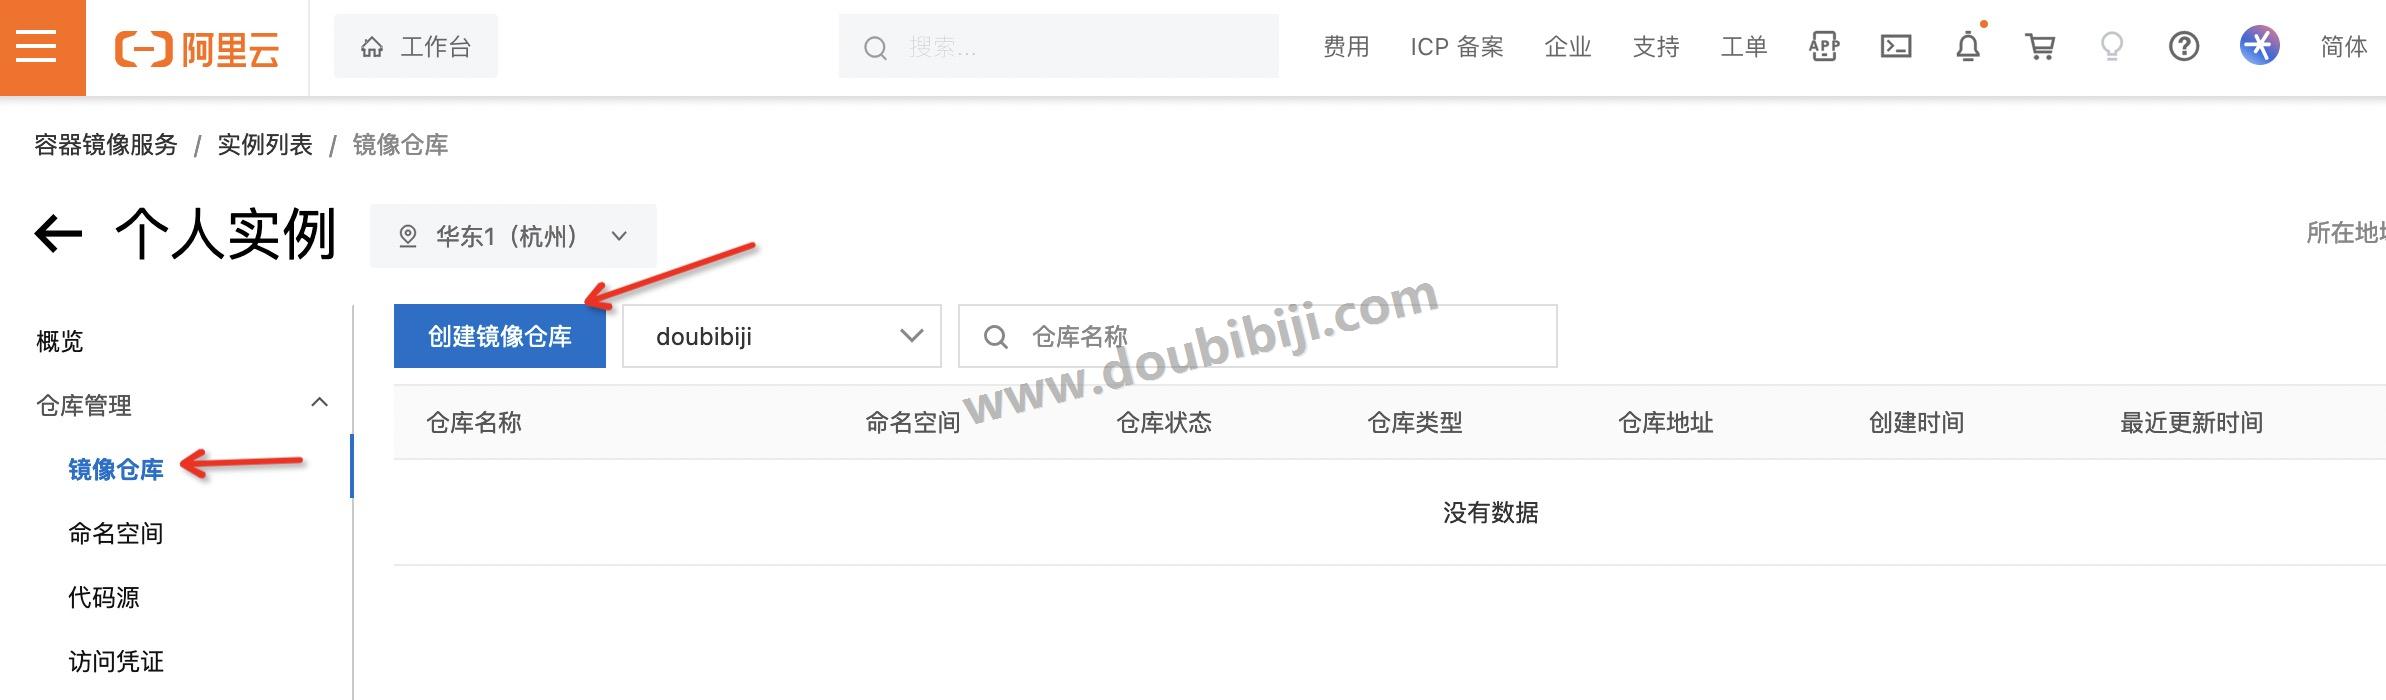 阿里云 工作台 搜索... 费用 ICP 备案 企业 支持 工单 APP 简体
容器镜像服务 / 实例列表 / 镜像仓库
个人实例 华东1（杭州） 所在地
创建镜像仓库 doubibiji 仓库名称
www.doubibiji.com
概览
仓库管理
仓库名称 命名空间 仓库状态 仓库类型 仓库地址 创建时间 最近更新时间
镜像仓库
没有数据
命名空间
代码源
访问凭证